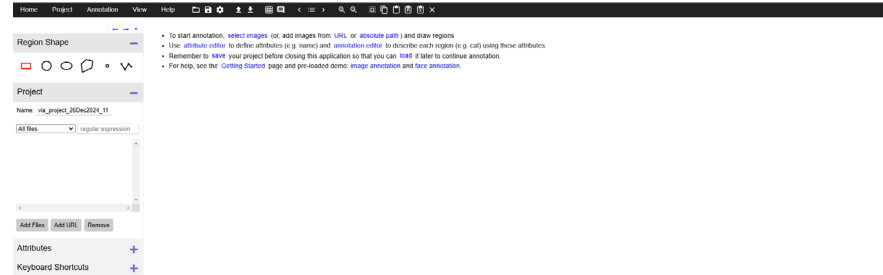 Home Project Annotation View Help
Region Shape
Project
Name: via_project_26Dec2024_11
All files regular expression
Add Files Add URL Remove
Attributes
Keyboard Shortcuts
To start annotation, select images (or, add images from URL or absolute path ) and draw regions
Use attribute editor to define attributes (e.g. name) and annotation editor to describe each region (e.g. cat) using these attributes.
Remember to save your project before closing this application so that you can load it later to continue annotation.
For help, see the Getting Started page and pre-loaded demo: image annotation and face annotation.